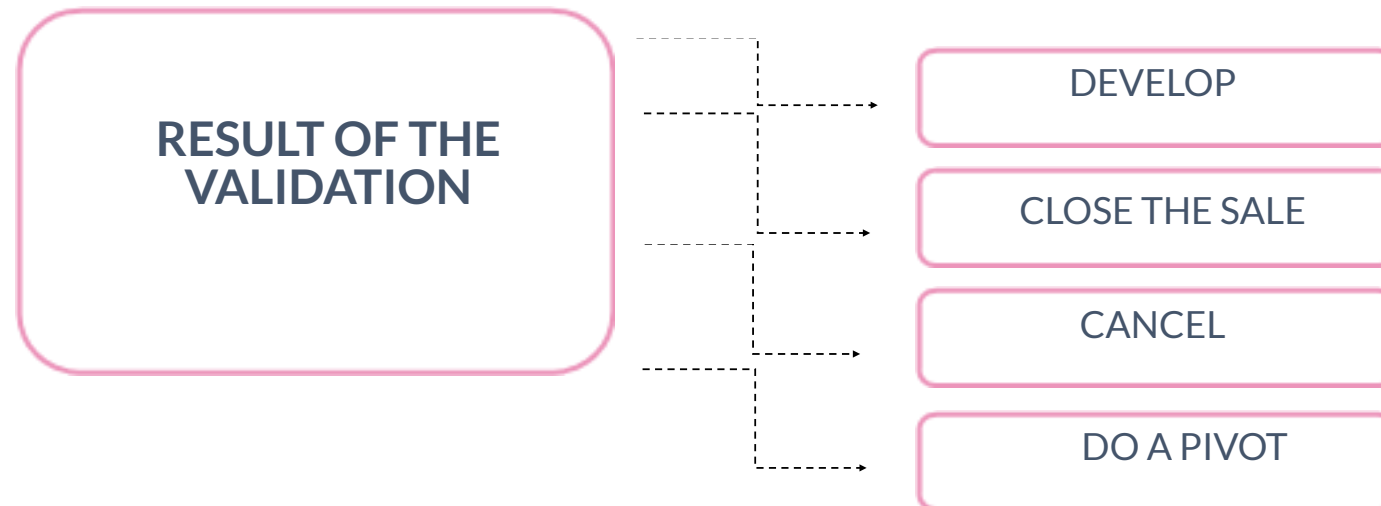 RESULT OF THE
VALIDATION
DEVELOP
CLOSE THE SALE
CANCEL
DO A PIVOT